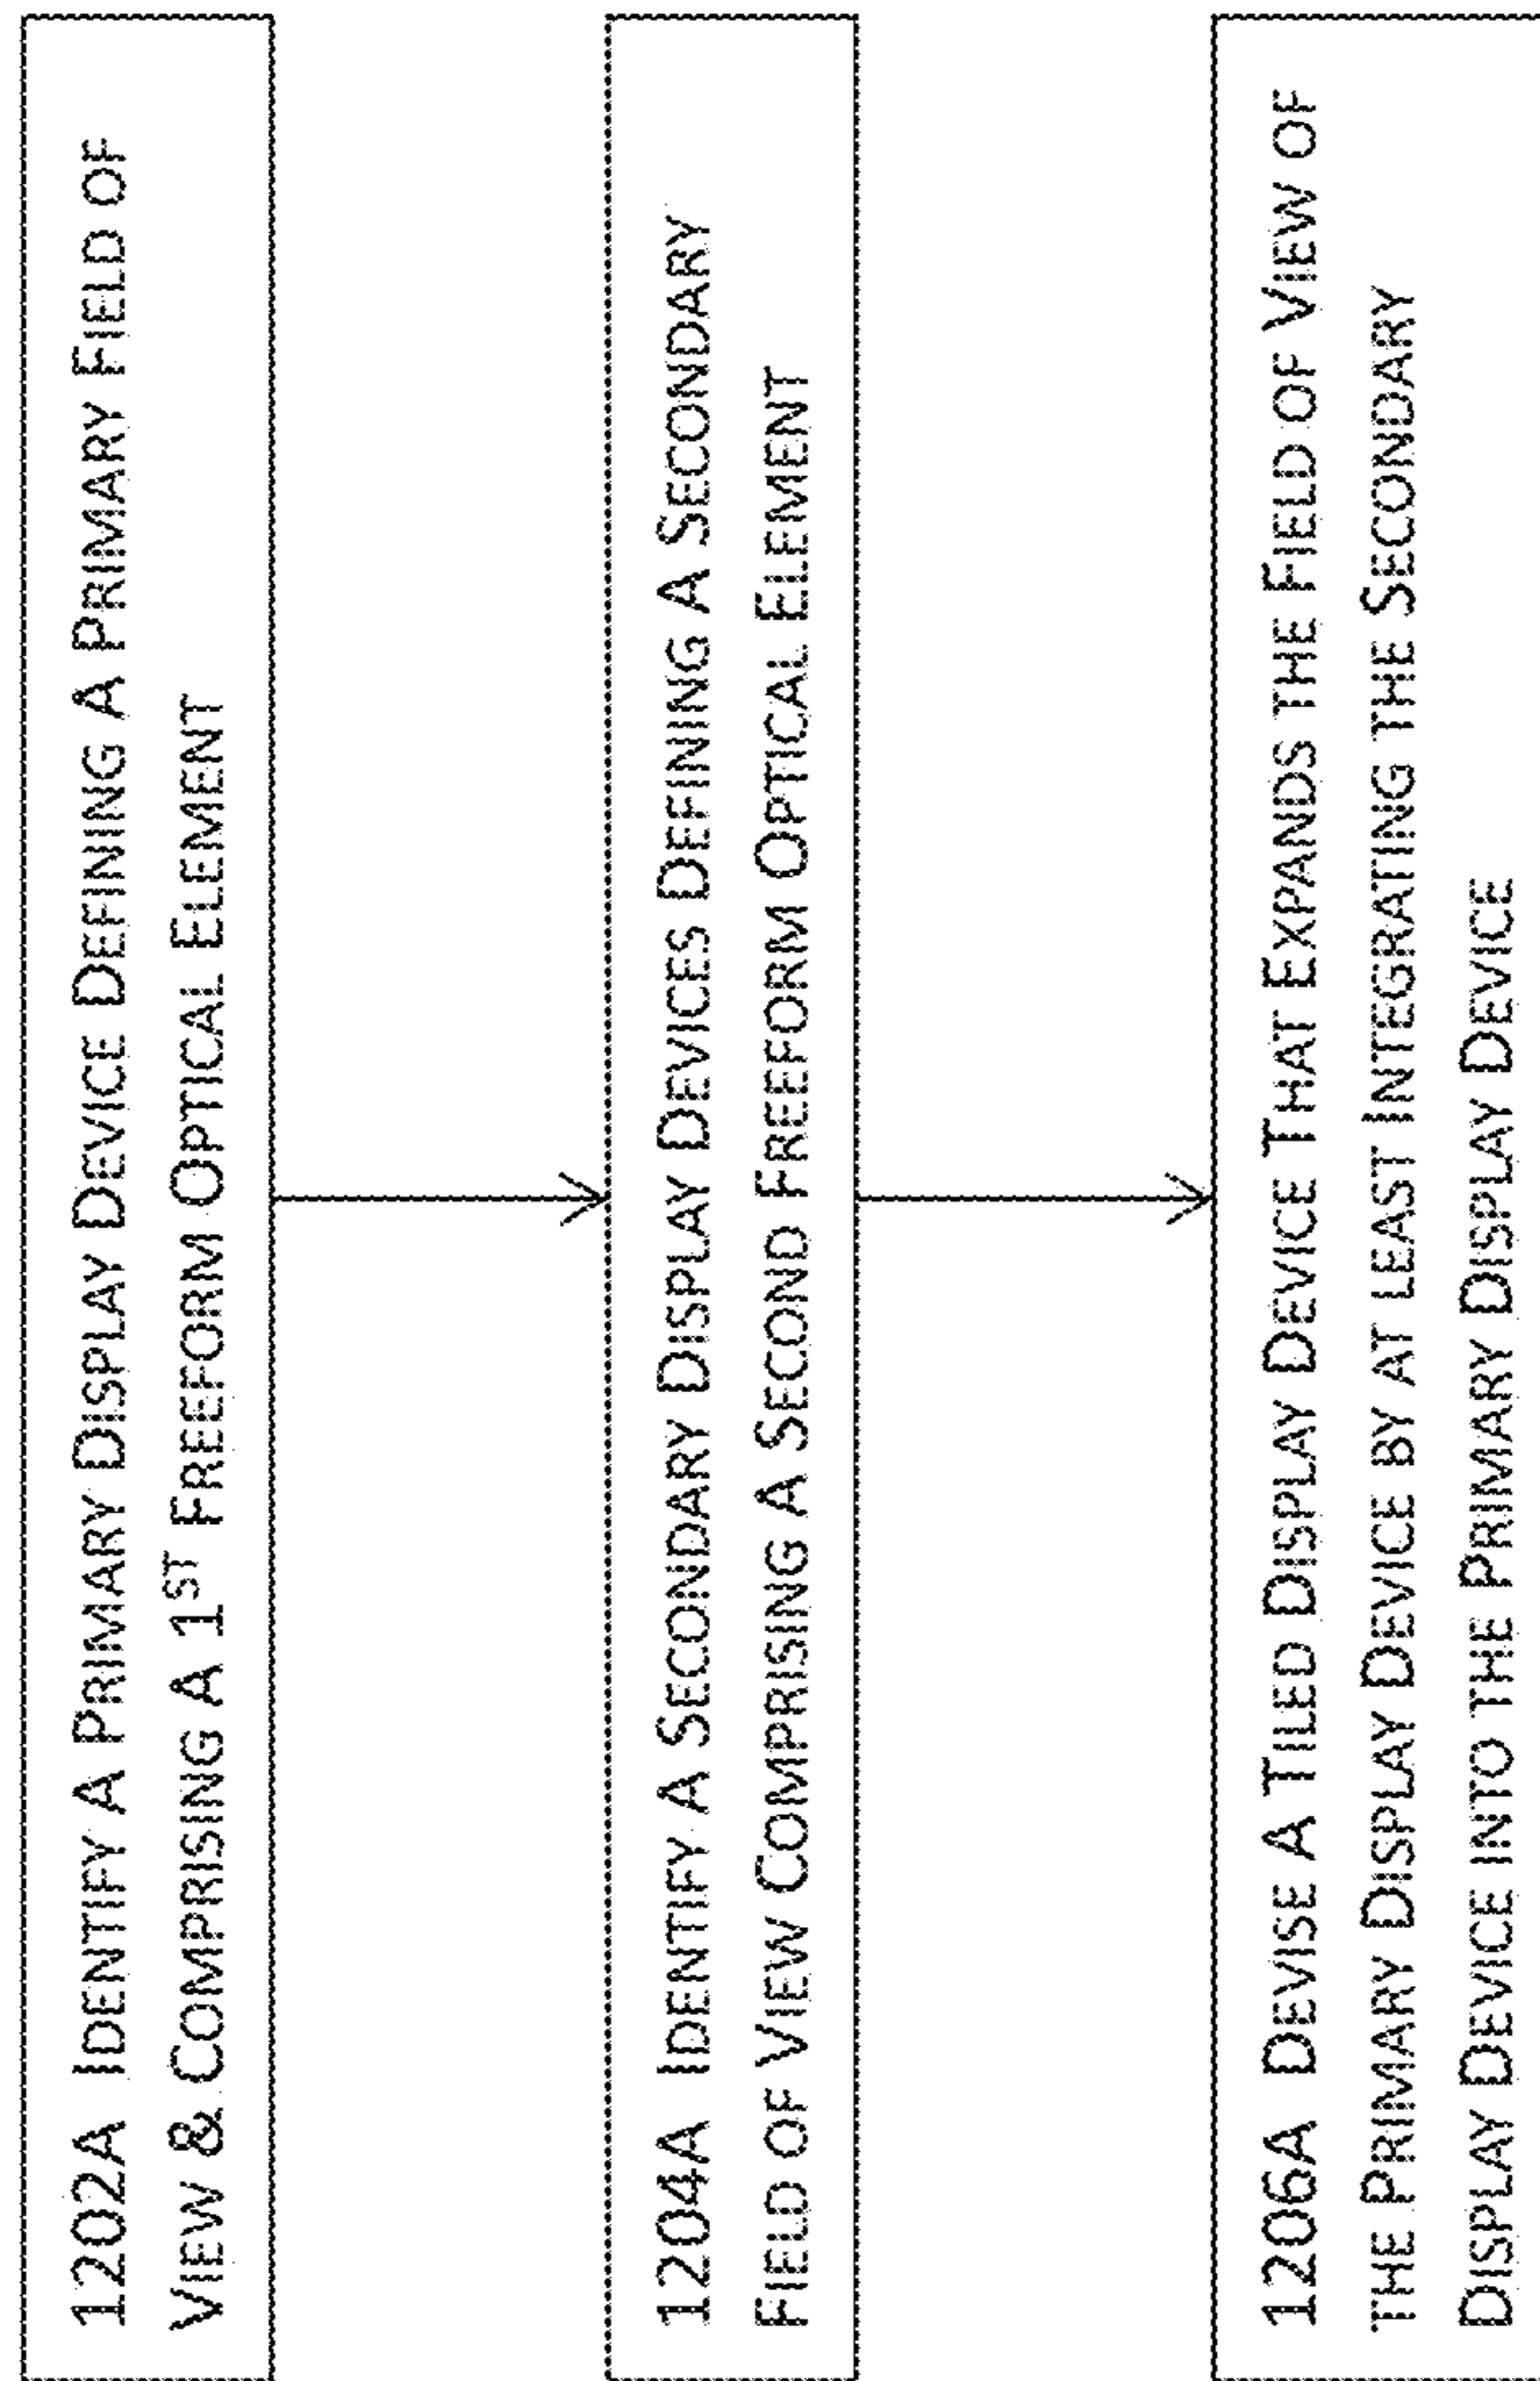 1202A IDENTIFY A PRIMARY DISPLAY DEVICE DEFINING A PRIMARY FIELD OF
VIEW & COMPRISING A 1ST FREEFORM OPTICAL ELEMENT
1204A IDENTIFY A SECONDARY DISPLAY DEVICES DEFINING A SECONDARY
FIELD OF VIEW COMPRISING A SECOND FREEFORM OPTICAL ELEMENT
1206A DEVISE A TILED DISPLAY DEVICE THAT EXPANDS THE FIELD OF VIEW OF
THE PRIMARY DISPLAY DEVICE BY AT LEAST INTEGRATING THE SECONDARY
DISPLAY DEVICE INTO THE PRIMARY DISPLAY DEVICE